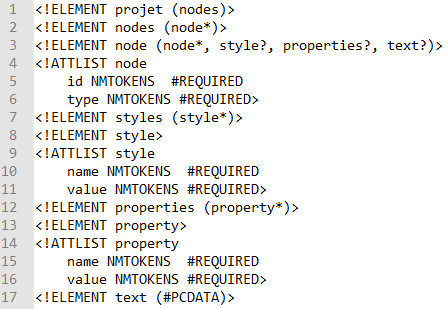 1 <!ELEMENT projet (nodes)>
2 <!ELEMENT nodes (node*)>
3 <!ELEMENT node (node*, style?, properties?, text?)>
4 <!ATTLIST node
5 id NMTOKENS #REQUIRED
6 type NMTOKENS #REQUIRED>
7 <!ELEMENT styles (style*)>
8 <!ELEMENT style>
9 <!ATTLIST style
10 name NMTOKENS #REQUIRED
11 value NMTOKENS #REQUIRED>
12 <!ELEMENT properties (property*)>
13 <!ELEMENT property>
14 <!ATTLIST property
15 name NMTOKENS #REQUIRED
16 value NMTOKENS #REQUIRED>
17 <!ELEMENT text (#PCDATA)>